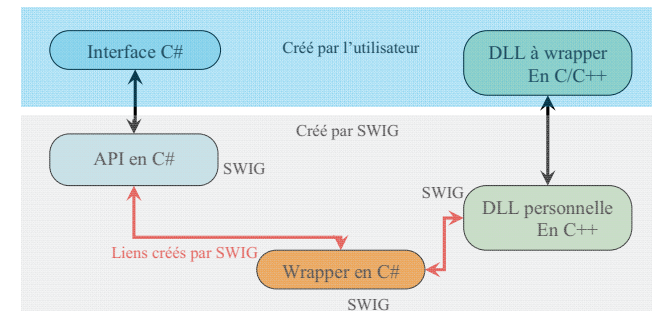 Interface C#
Créé par l'utilisateur
DLL à wrapper
En C/C++
Créé par SWIG
API en C#
SWIG
SWIG
DLL personnelle
En C++
Liens créés par SWIG
Wrapper en C#
SWIG